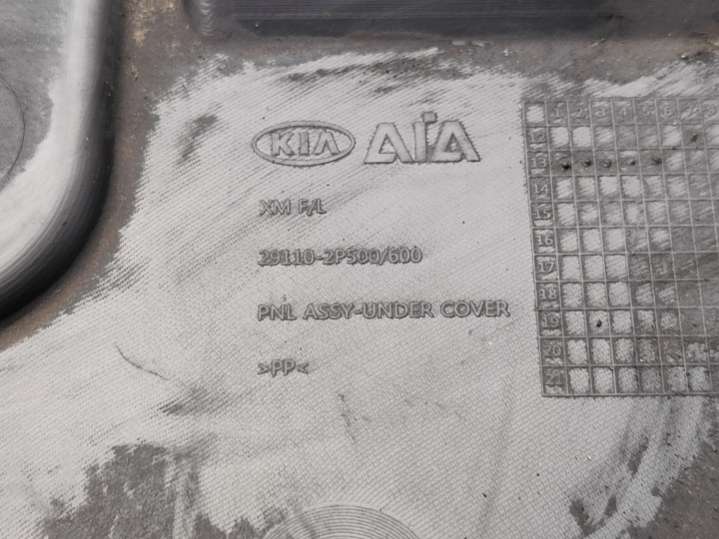 KIA AIA
XM F/L
29110-2P500/600
PNL ASSY-UNDER COVER
>PP<